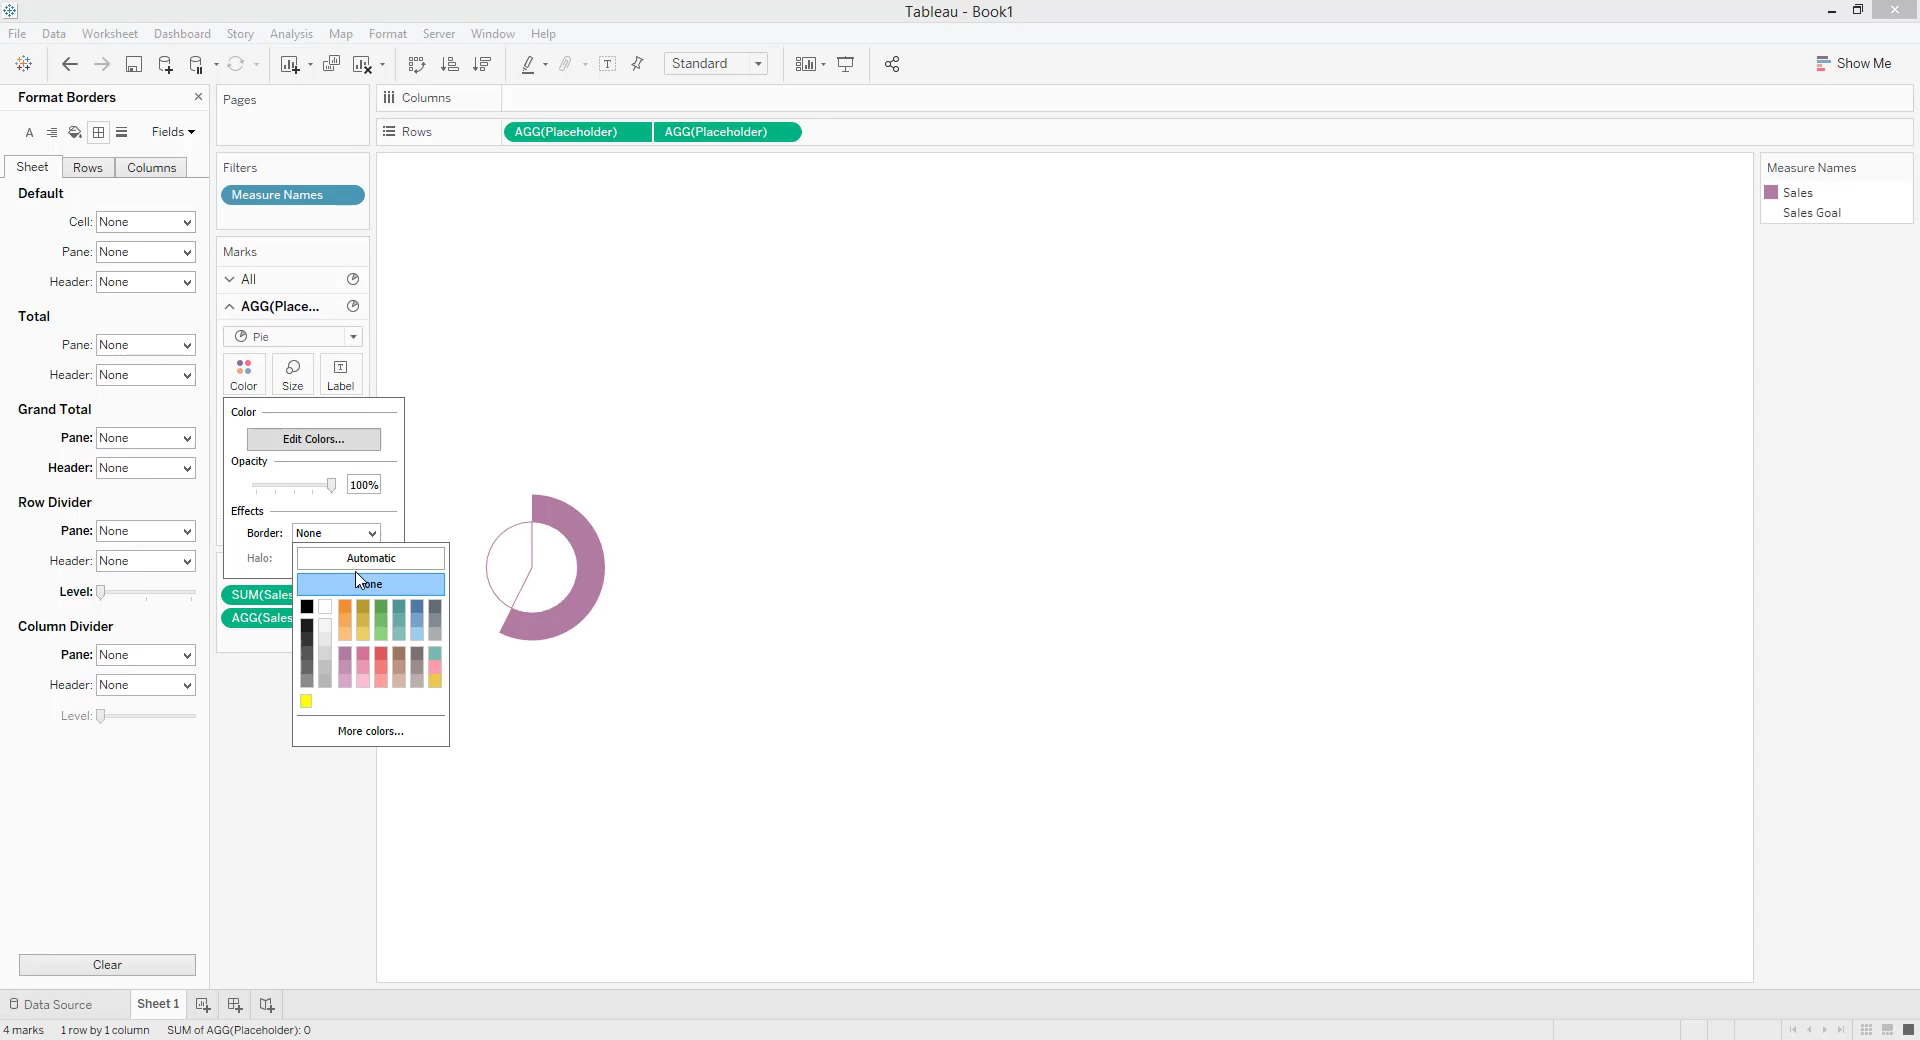 Tableau - Book1
File Data Worksheet Dashboard Story Analysis Map Format Server Window Help
Standard
Show Me
Format Borders
Fields
Sheet Rows Columns
Default
Cell: None
Pane: None
Header: None
Total
Pane: None
Header: None
Grand Total
Pane: None
Header: None
Row Divider
Pane: None
Header: None
Level:
Column Divider
Pane: None
Header: None
Level:
Clear
Pages
Filters
Measure Names
Marks
All
AGG(Place...
Pie
Color Size Label
Color
Edit Colors...
Opacity
100%
Effects
Border: None
Halo:
Automatic
More colors...
SUM(Sales
AGG(Sales
Columns
Rows AGG(Placeholder) AGG(Placeholder)
Measure Names
Sales
Sales Goal
Data Source Sheet 1
4 marks 1 row by 1 column SUM of AGG(Placeholder): 0